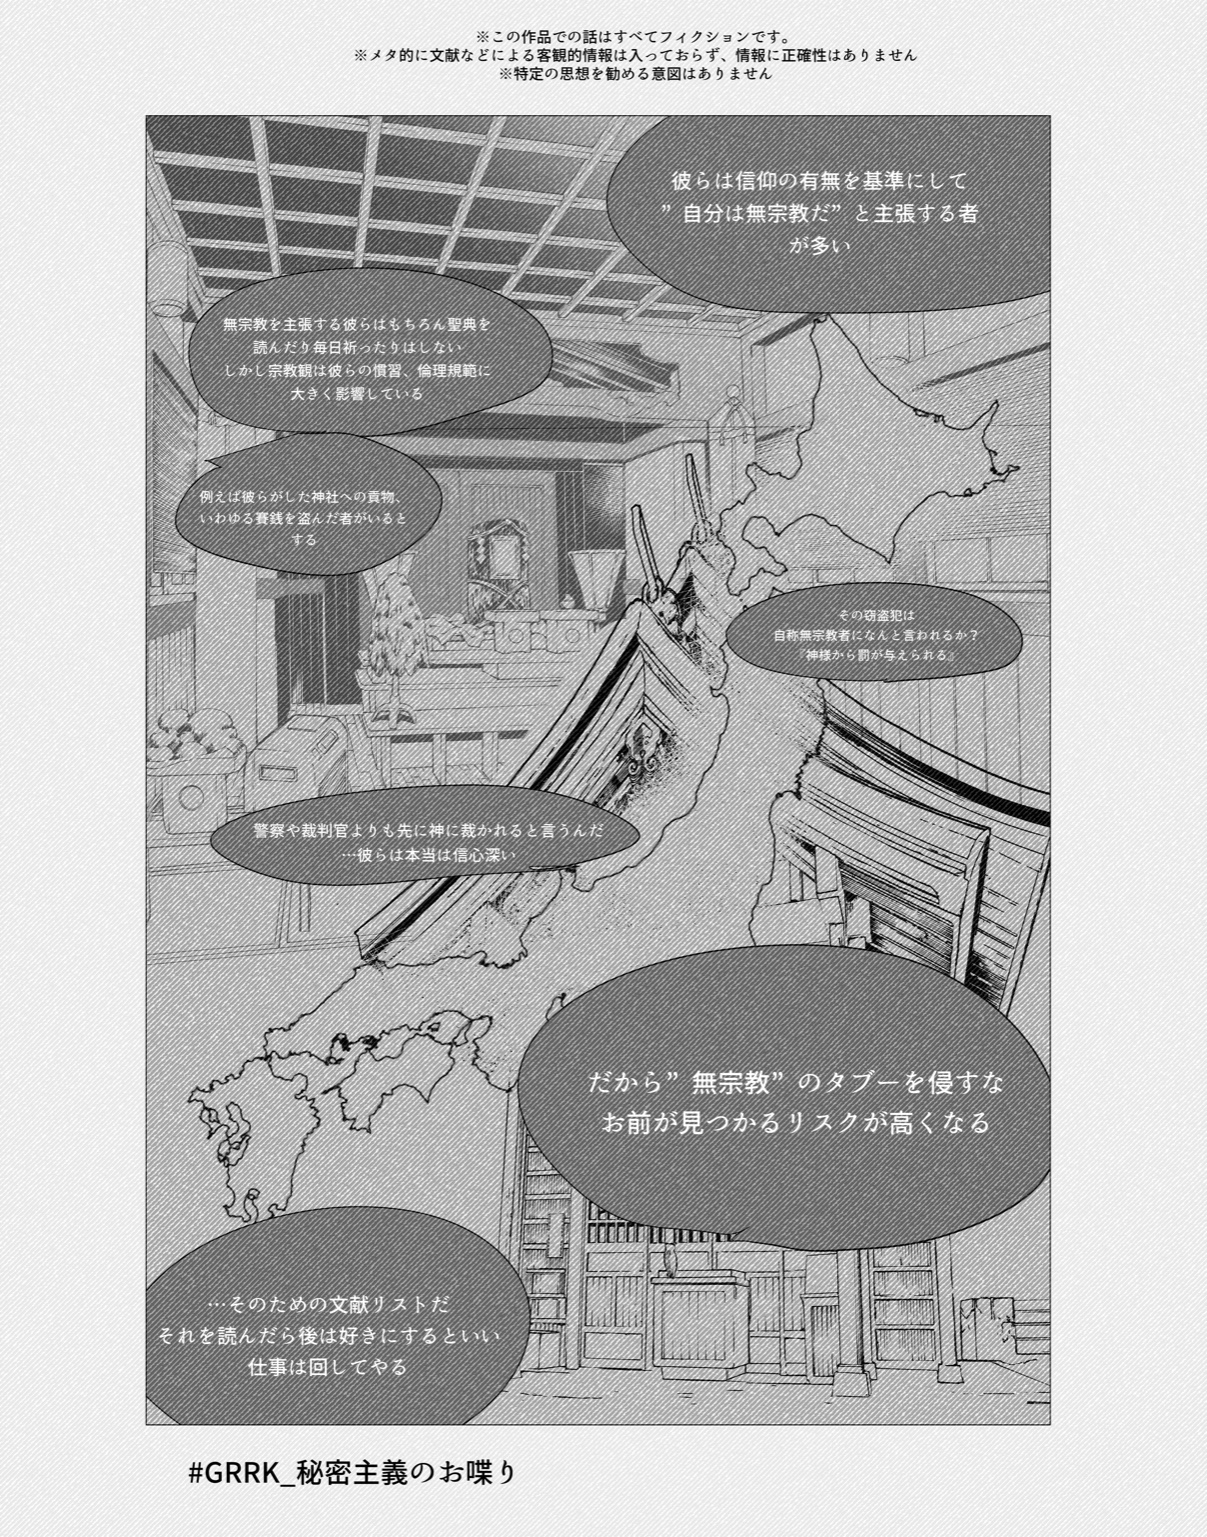 ※この作品での話はすべてフィクションです。
※メタ的に文献などによる客観的情報は入っておらず、情報に正確性はありません
※特定の思想を勧める意図はありません
彼らは信仰の有無を基準にして
”自分は無宗教だ”と主張する者
が多い
無宗教を主張する彼らはもちろん聖典を
読んだり毎日祈ったりはしない
しかし宗教観は彼らの慣習、倫理規範に
大きく影響している
例えば彼らがした神社への貢物、
いわゆる賽銭を盗んだ者がいると
する
その窃盗犯は
自称無宗教者になんと言われるか？
『神様から罰が与えられる』
警察や裁判官よりも先に神に裁かれると言うんだ
…彼らは本当は信心深い
だから”無宗教”のタブーを侵すな
お前が見つかるリスクが高くなる
…そのための文献リストだ
それを読んだら後は好きにするといい
仕事は回してやる
#GRRK_秘密主義のお喋り